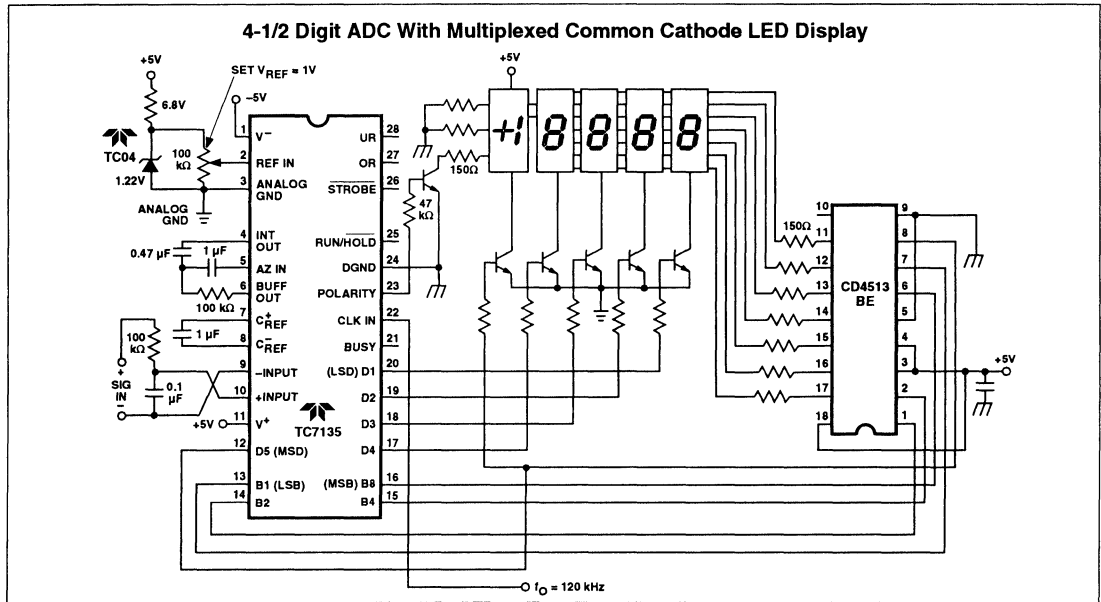 4-1/2 Digit ADC With Multiplexed Common Cathode LED Display
+5V
SET VREF = 1V
6.8V
–5V
TC04
100 kΩ
1.22V
ANALOG GND
0.47 µF
1 µF
100 kΩ
1 µF
100 kΩ
+
SIG IN
–
0.1 µF
+5V
1 V–
2 REF IN
3 ANALOG GND
4 INT OUT
5 AZ IN
6 BUFF OUT
7 C+REF
8 C–REF
9 –INPUT
10 +INPUT
11 V+
12 D5 (MSD)
13 B1 (LSB)
14 B2
TC7135
UR 28
OR 27
STROBE 26
RUN/HOLD 25
DGND 24
POLARITY 23
CLK IN 22
BUSY 21
(LSD) D1 20
D2 19
D3 18
D4 17
(MSB) B8 16
B4 15
150Ω
47 kΩ
+5V
+1 8 8 8 8
150Ω
10
11
12
13
14
15
16
17
18
CD4513 BE
9
8
7
6
5
4
3
2
1
+5V
fO = 120 kHz